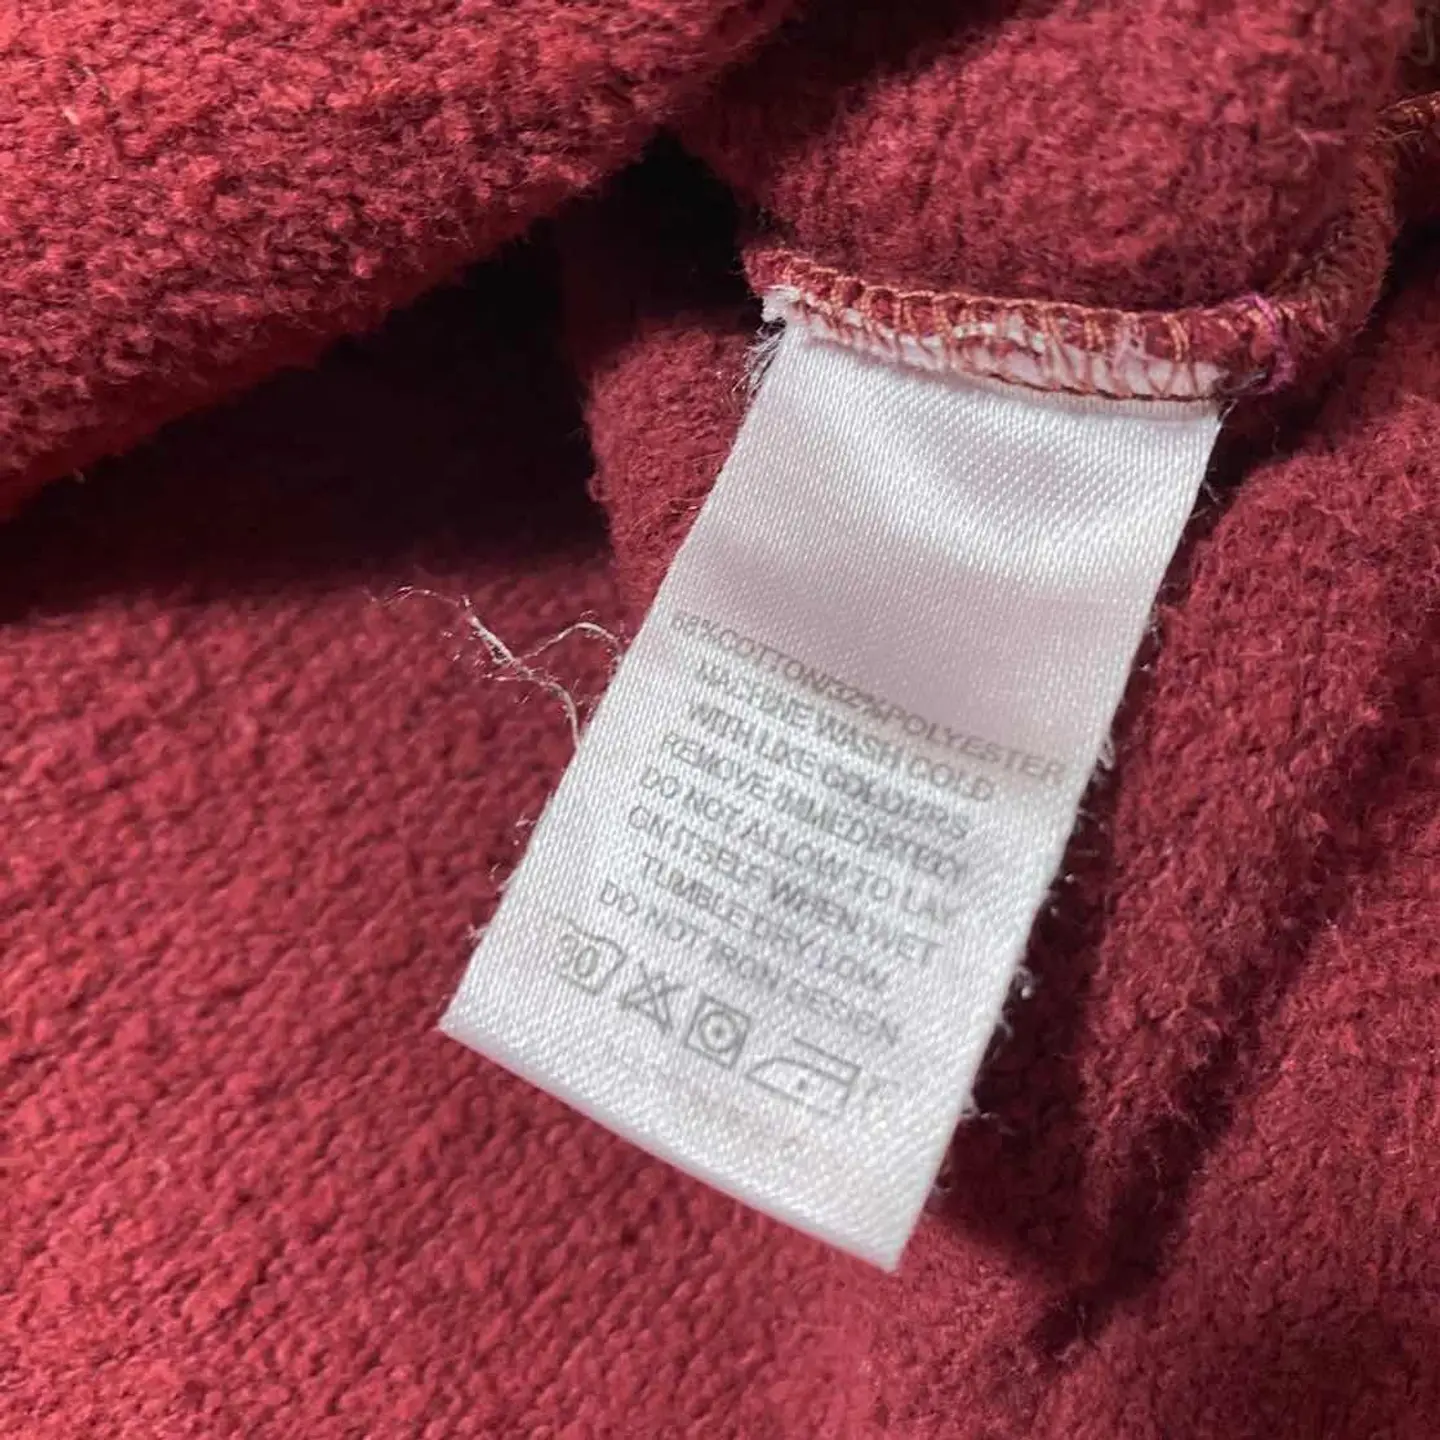 68%COTTON/32%POLYESTER
MACHINE WASH COLD
WITH LIKE COLOURS
REMOVE IMMEDIATELY
DO NOT ALLOW TO LAY
ON ITSELF WHEN WET
TUMBLE DRY/LOW
DO NOT IRON DESIGN
30